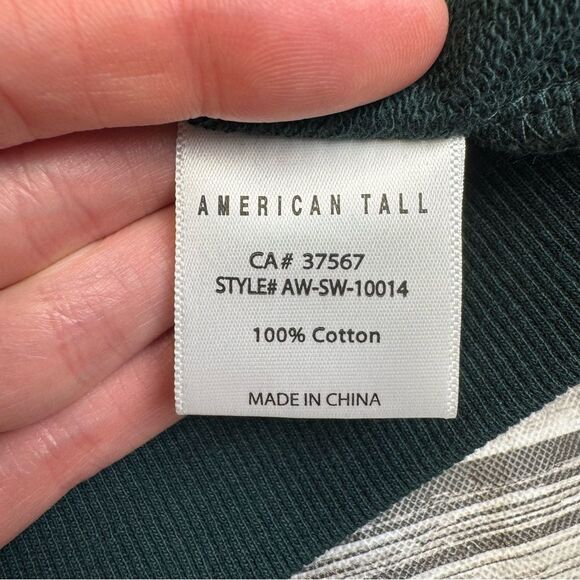 AMERICAN TALL
CA# 37567
STYLE# AW-SW-10014
100% Cotton
MADE IN CHINA